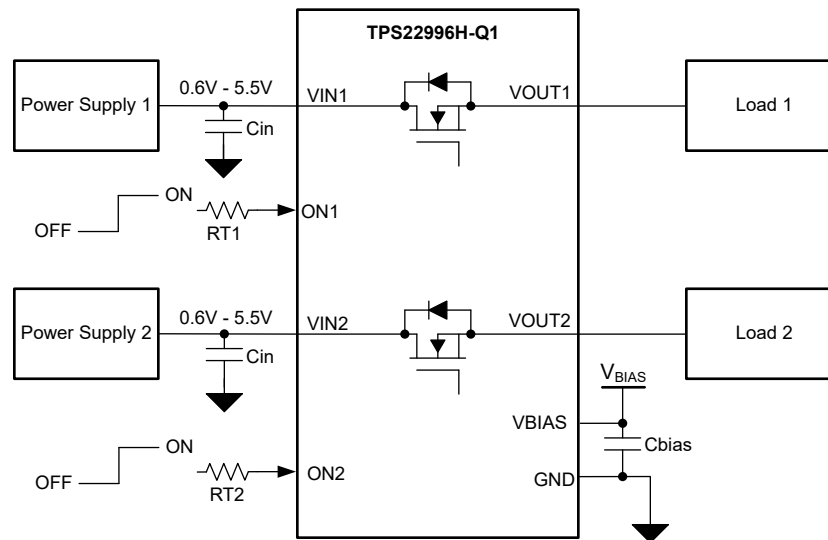 TPS22996H-Q1
Power Supply 1
0.6V - 5.5V
VIN1
VOUT1
Load 1
Cin
ON
OFF
RT1
ON1
Power Supply 2
0.6V - 5.5V
VIN2
VOUT2
Load 2
Cin
VBIAS
VBIAS
Cbias
ON
OFF
RT2
ON2
GND